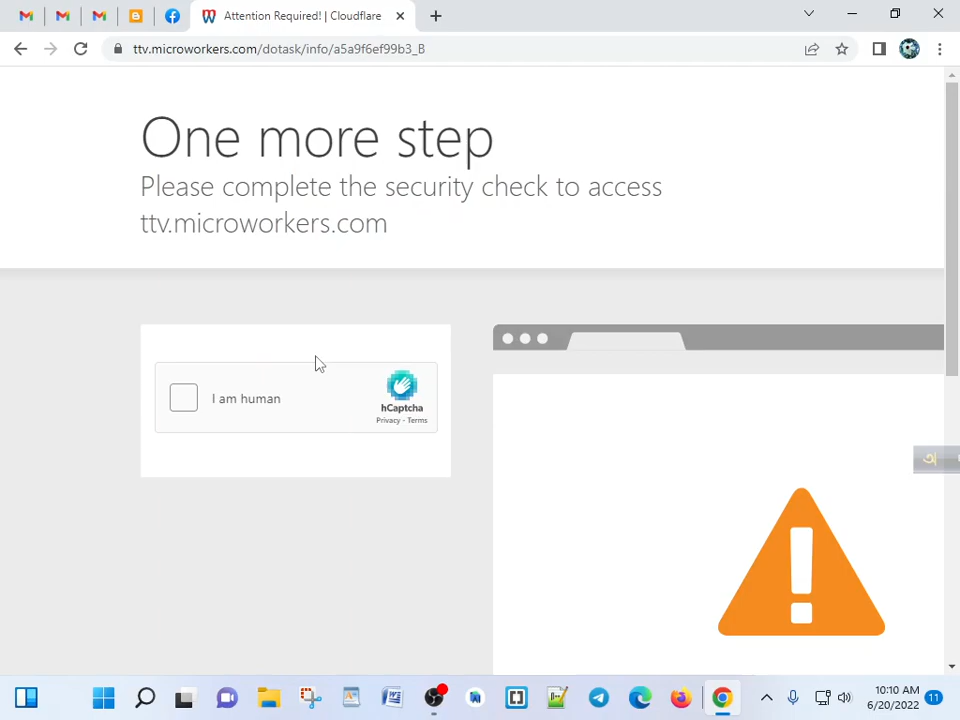 Attention Required! | Cloudflare
ttv.microworkers.com/dotask/info/a5a9f6ef99b3_B
One more step
Please complete the security check to access
ttv.microworkers.com
I am human
hCaptcha
Privacy - Terms
অ
10:10 AM
6/20/2022
11